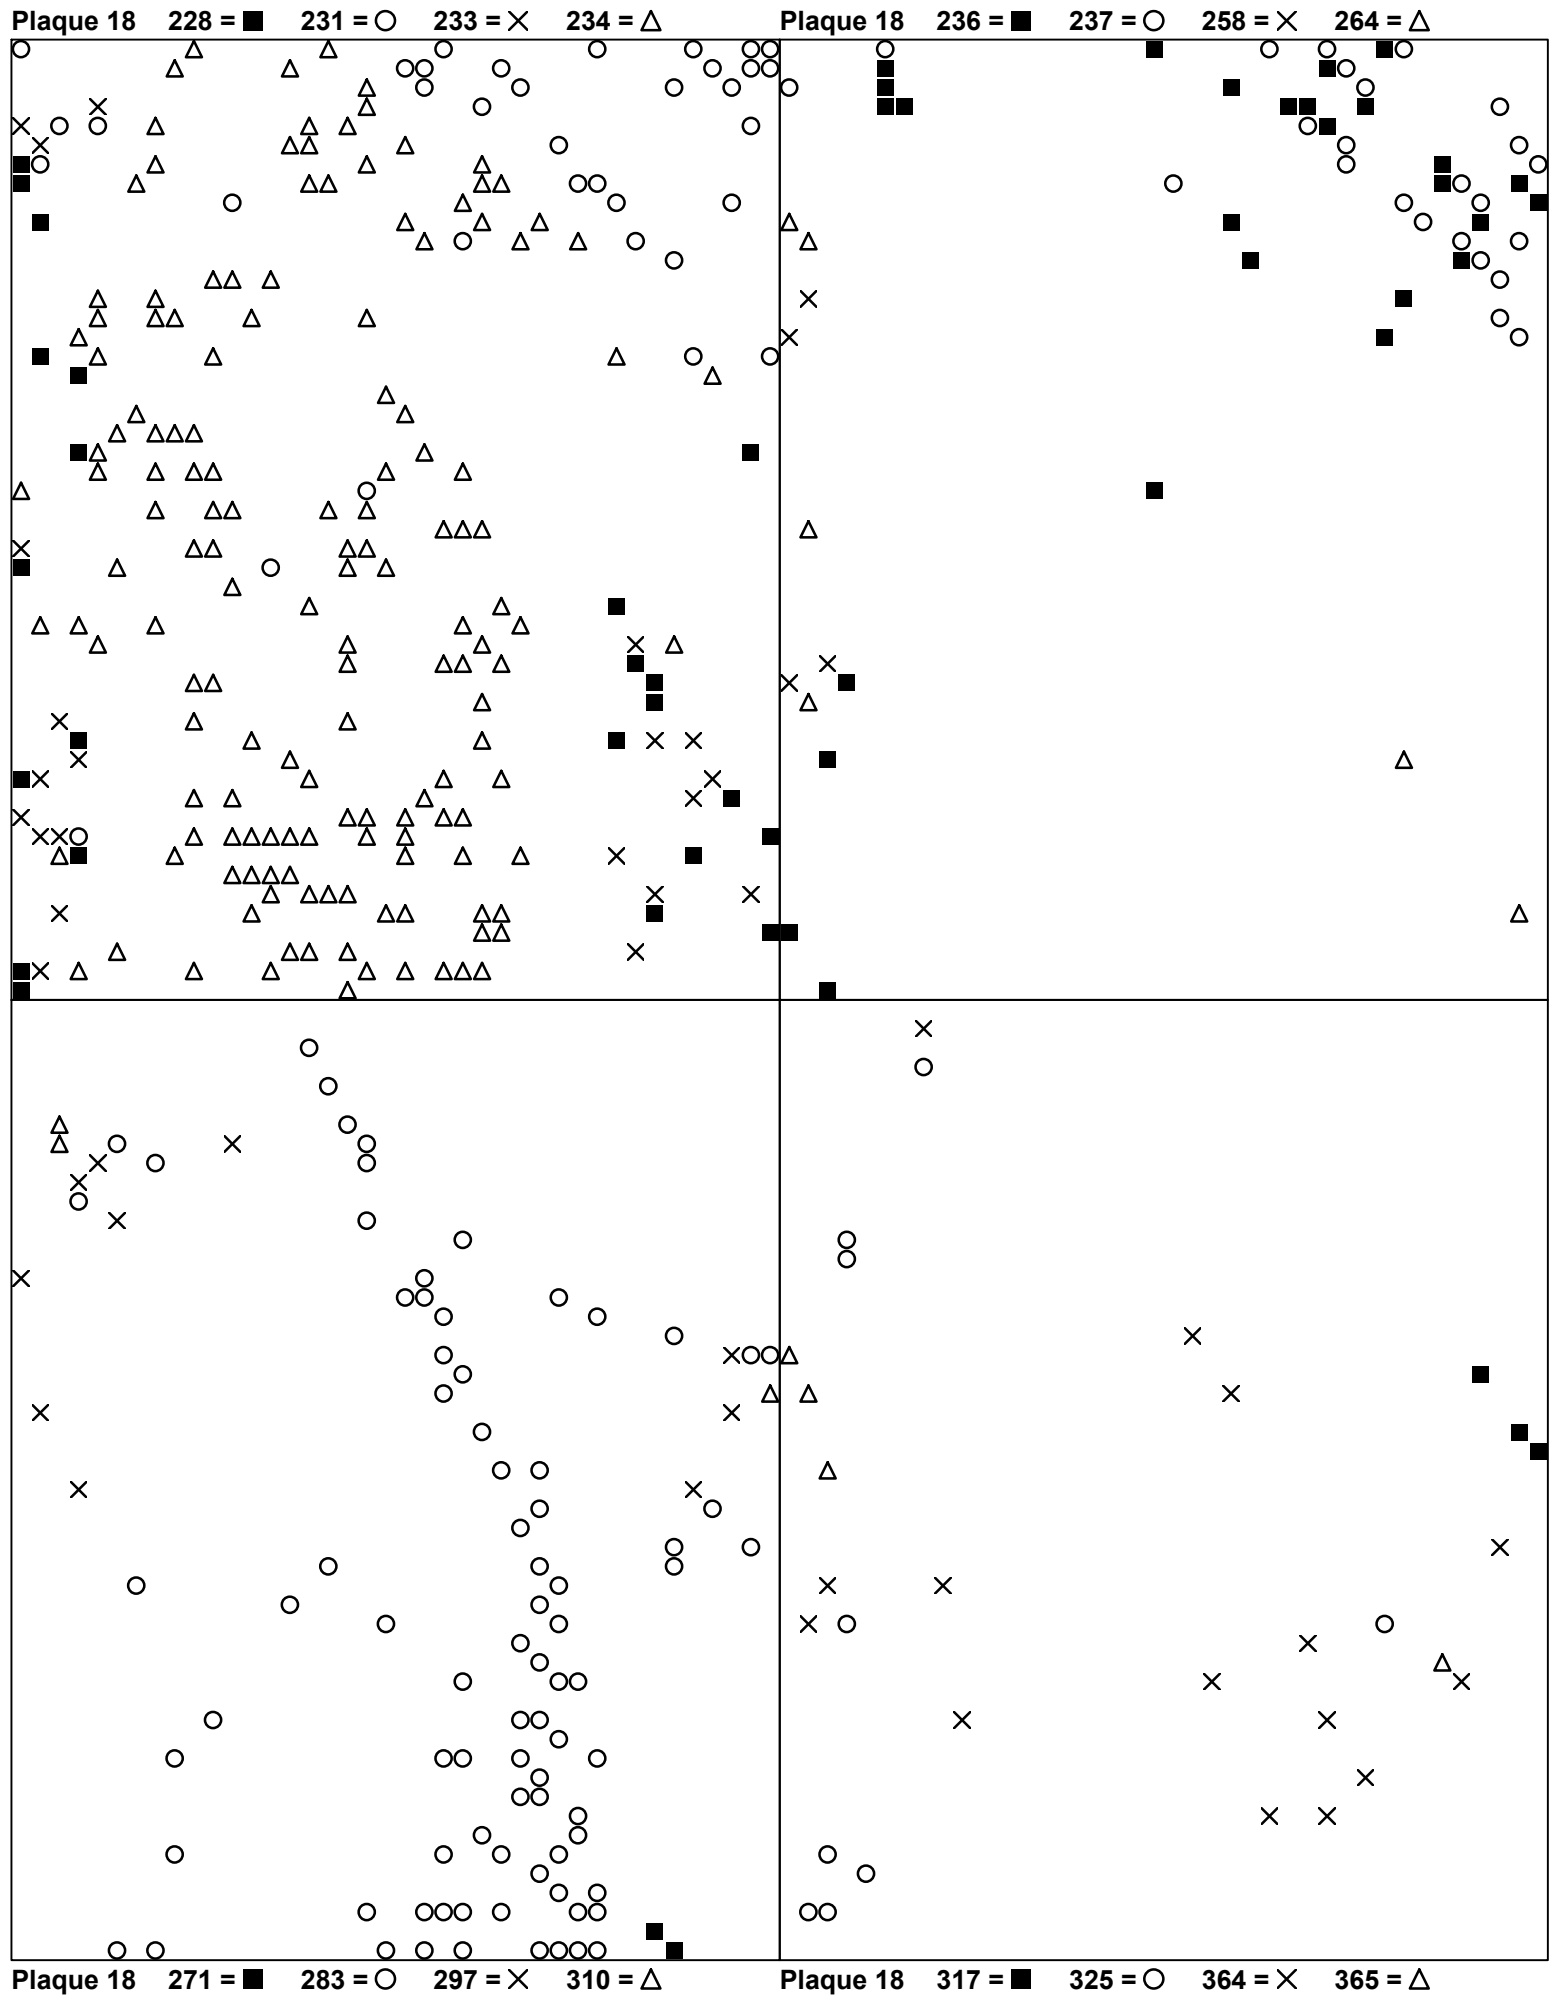 Plaque 18 228 = ■ 231 = ○ 233 = × 234 = △
Plaque 18 236 = ■ 237 = ○ 258 = × 264 = △
Plaque 18 271 = ■ 283 = ○ 297 = × 310 = △
Plaque 18 317 = ■ 325 = ○ 364 = × 365 = △